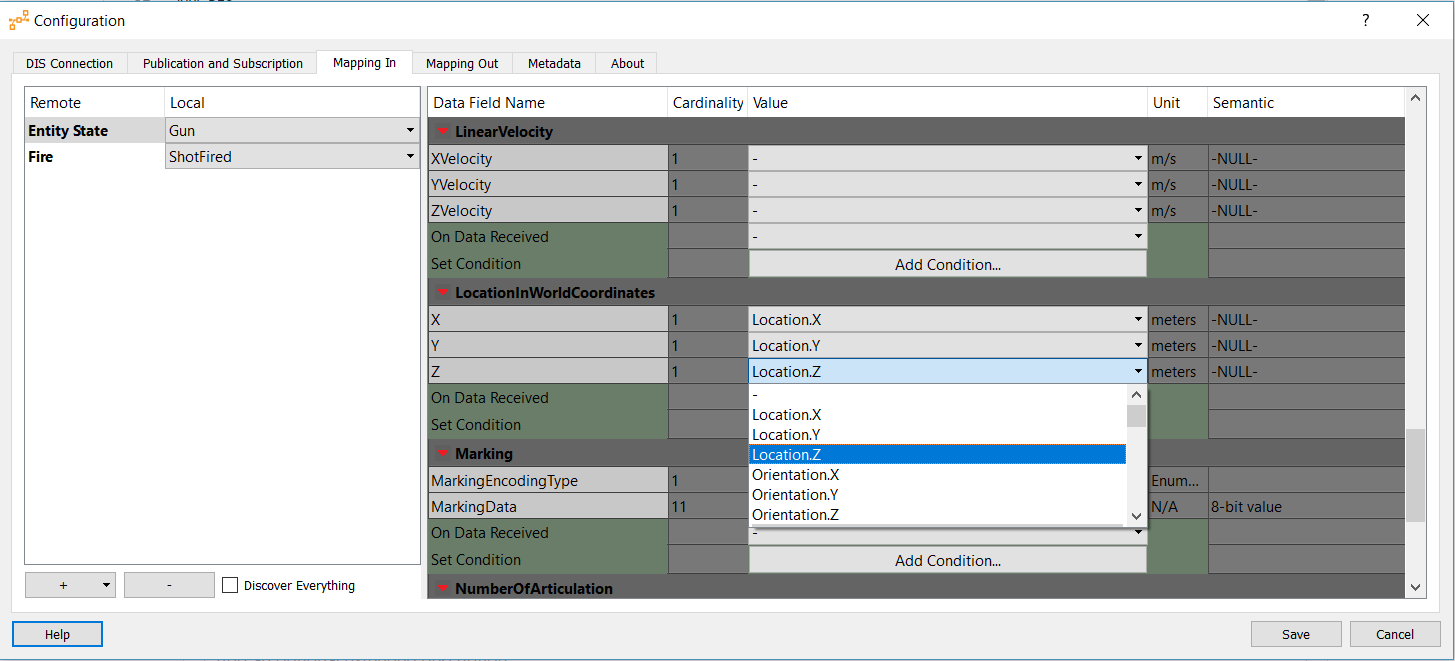 Configuration
?
DIS Connection Publication and Subscription Mapping In Mapping Out Metadata About
Remote Local
Entity State Gun
Fire ShotFired
+ - Discover Everything
Data Field Name Cardinality Value Unit Semantic
LinearVelocity
XVelocity 1 - m/s -NULL-
YVelocity 1 - m/s -NULL-
ZVelocity 1 - m/s -NULL-
On Data Received -
Set Condition Add Condition...
LocationInWorldCoordinates
X 1 Location.X meters -NULL-
Y 1 Location.Y meters -NULL-
Z 1 Location.Z meters -NULL-
On Data Received
Set Condition
-
Location.X
Location.Y
Location.Z
Orientation.X
Orientation.Y
Orientation.Z
Marking
MarkingEncodingType 1 Enum...
MarkingData 11 N/A 8-bit value
On Data Received -
Set Condition Add Condition...
NumberOfArticulation
Help Save Cancel